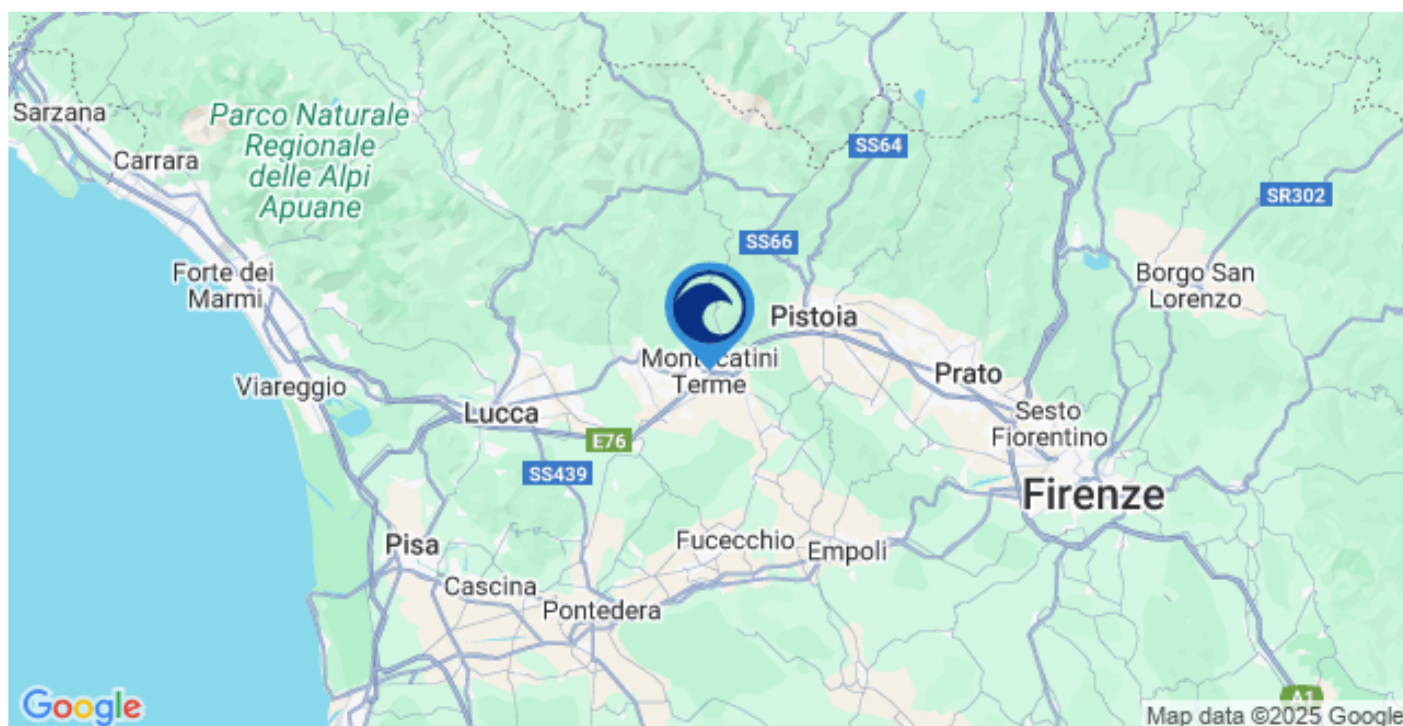 Sarzana
Parco Naturale
Regionale
delle Alpi
Apuane
Carrara
SS64
SR302
SS66
Forte dei
Marmi
Borgo San
Lorenzo
Pistoia
Montecatini
Terme
Prato
Viareggio
Lucca
Sesto
Fiorentino
E76
SS439
Firenze
Pisa
Fucecchio
Empoli
Cascina
Pontedera
A1
Google
Map data ©2025 Google